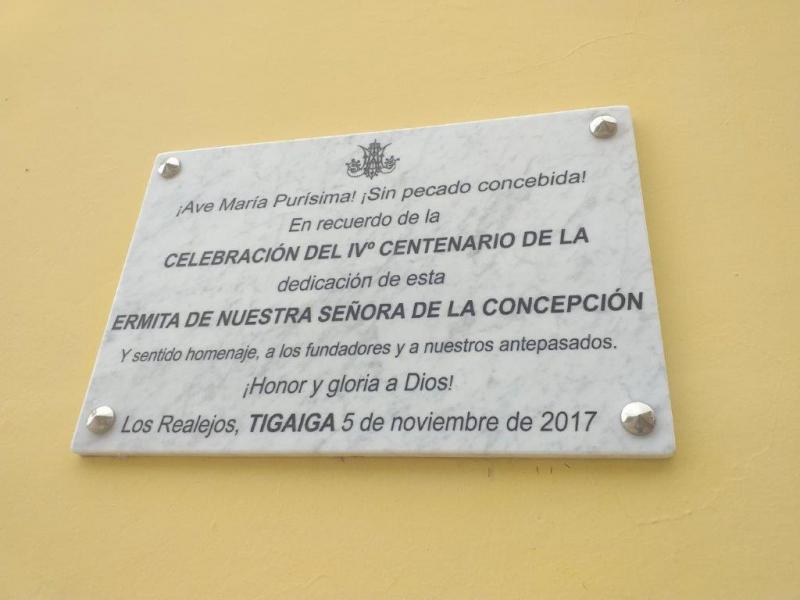 ¡Ave María Purísima! ¡Sin pecado concebida!
En recuerdo de la
CELEBRACIÓN DEL IVº CENTENARIO DE LA
dedicación de esta
ERMITA DE NUESTRA SEÑORA DE LA CONCEPCIÓN
Y sentido homenaje, a los fundadores y a nuestros antepasados.
¡Honor y gloria a Dios!
Los Realejos, TIGAIGA 5 de noviembre de 2017